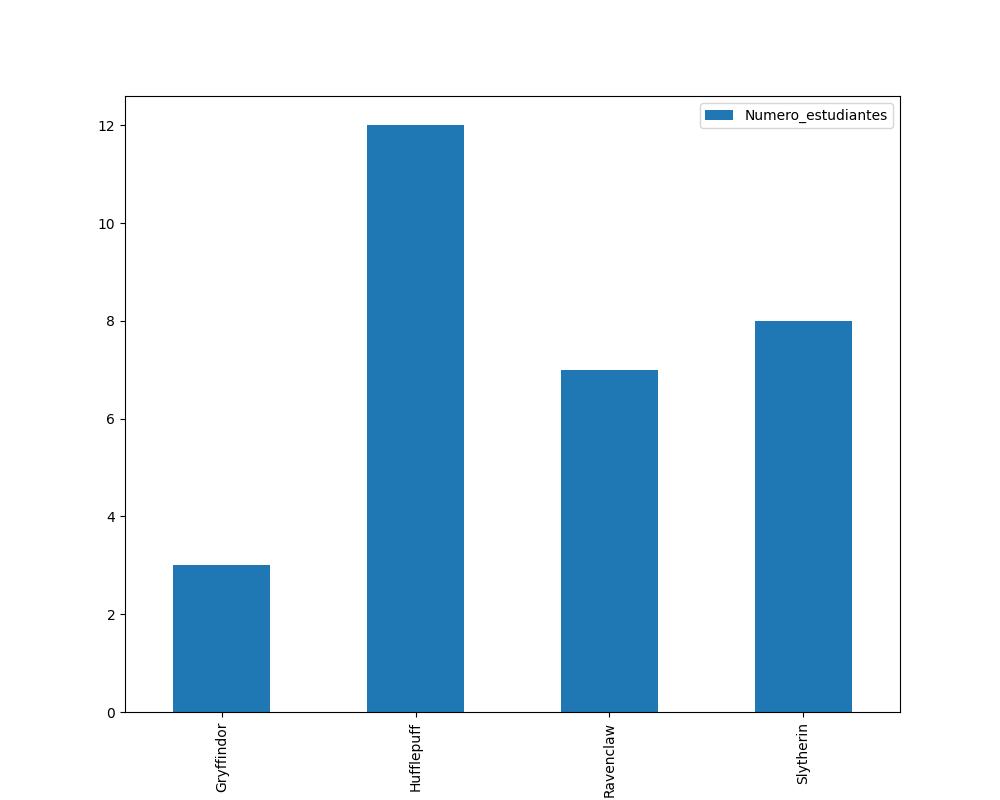 Numero_estudiantes
12
10
8
6
4
2
0
Gryffindor
Hufflepuff
Ravenclaw
Slytherin